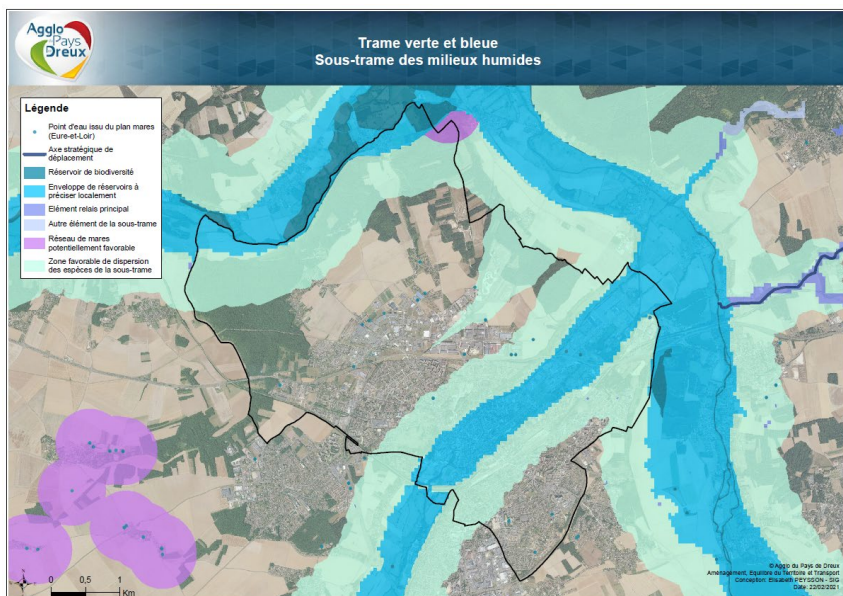 Agglo
du Pays
de Dreux
Trame verte et bleue
Sous-trame des milieux humides
Légende
Point d'eau issu du plan mares
(Eure-et-Loir)
Axe stratégique de
déplacement
Réservoir de biodiversité
Enveloppe de réservoirs à
préciser localement
Elément relais principal
Autre élément de la sous-trame
Réseau de mares
potentiellement favorable
Zone favorable de dispersion
des espèces de la sous-trame
0 0,5 1
Km
© Agglo du Pays de Dreux
Aménagement, Equilibre du Territoire et Transport
Conception: Elisabeth PEYSSON - SIG
Date: 22/02/2021